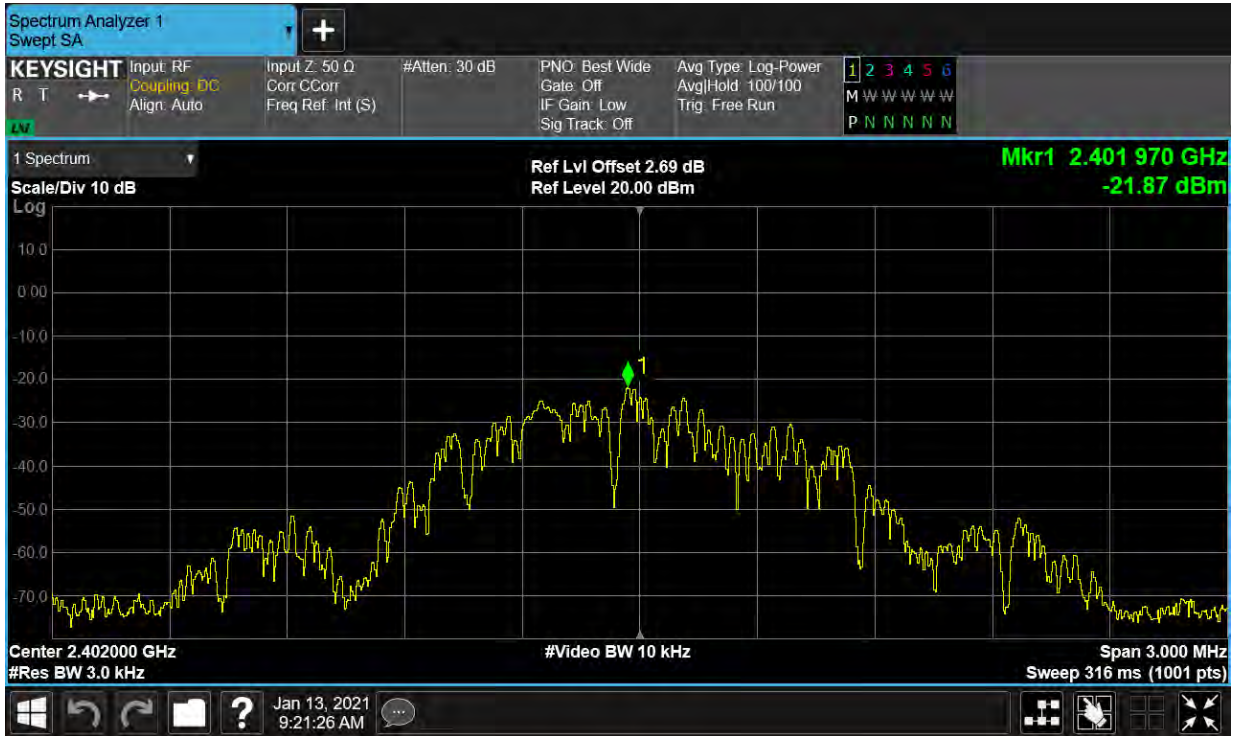 Spectrum Analyzer 1
Swept SA
KEYSIGHT Input: RF Input Z: 50 Ω #Atten: 30 dB PNO: Best Wide Avg Type: Log-Power 1 2 3 4 5 6
R T Coupling: DC Corr CCorr Gate: Off Avg|Hold: 100/100 M W W W W W W
Align: Auto Freq Ref: Int (S) IF Gain: Low Trig: Free Run
Sig Track: Off P N N N N N N
1 Spectrum
Ref Lvl Offset 2.69 dB Mkr1 2.401 970 GHz
Scale/Div 10 dB Ref Level 20.00 dBm -21.87 dBm
Log
10.0
0.00
-10.0
1
-20.0
-30.0
-40.0
-50.0
-60.0
-70.0
Center 2.402000 GHz #Video BW 10 kHz Span 3.000 MHz
#Res BW 3.0 kHz Sweep 316 ms (1001 pts)
Jan 13, 2021
9:21:26 AM